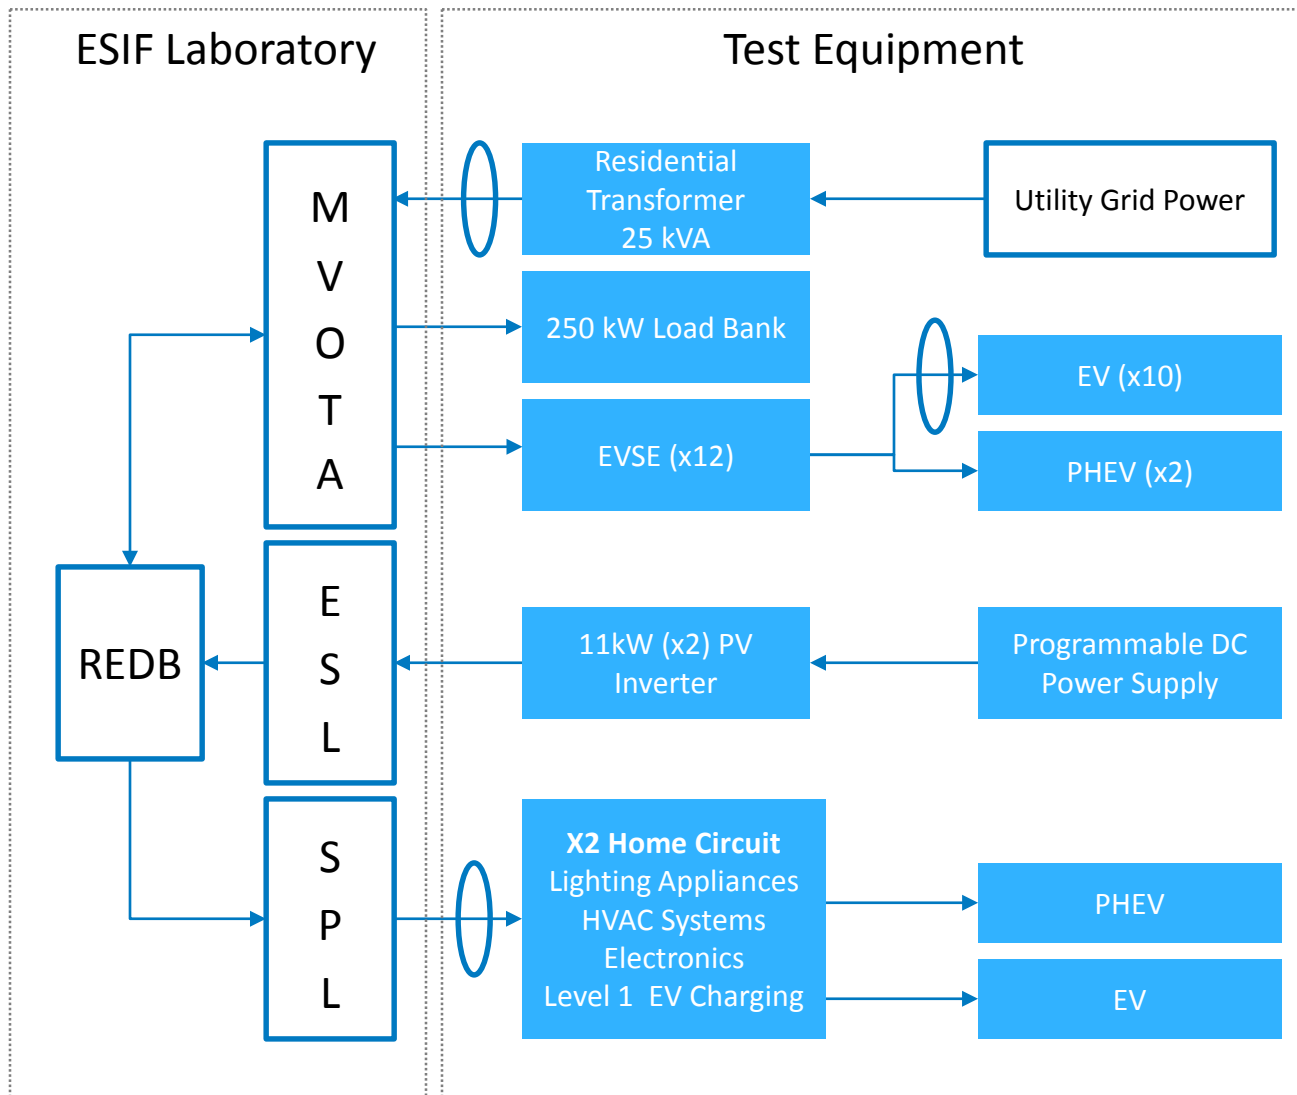 ESIF Laboratory
Test Equipment
M
V
O
T
A
Residential
Transformer
25 kVA
Utility Grid Power
250 kW Load Bank
EVSE (x12)
EV (x10)
PHEV (x2)
REDB
E
S
L
11kW (x2) PV
Inverter
Programmable DC
Power Supply
S
P
L
X2 Home Circuit
Lighting Appliances
HVAC Systems
Electronics
Level 1  EV Charging
PHEV
EV